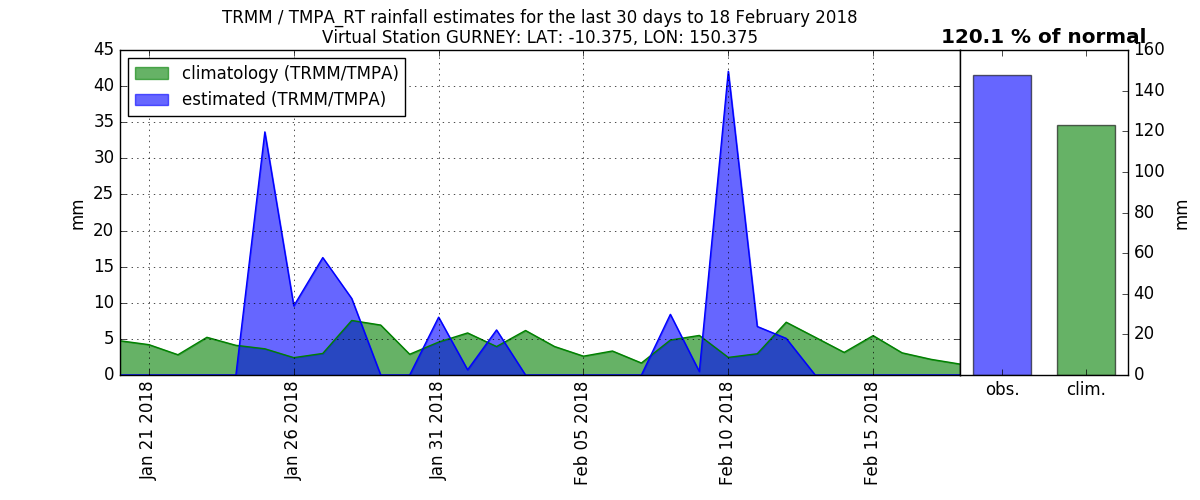 TRMM / TMPA_RT rainfall estimates for the last 30 days to 18 February 2018
Virtual Station GURNEY: LAT: -10.375, LON: 150.375
120.1 % of normal
climatology (TRMM/TMPA)
estimated (TRMM/TMPA)
45
40
35
30
25
20
15
10
5
0
mm
Jan 21 2018
Jan 26 2018
Jan 31 2018
Feb 05 2018
Feb 10 2018
Feb 15 2018
160
140
120
100
80
60
40
20
0
mm
obs.
clim.